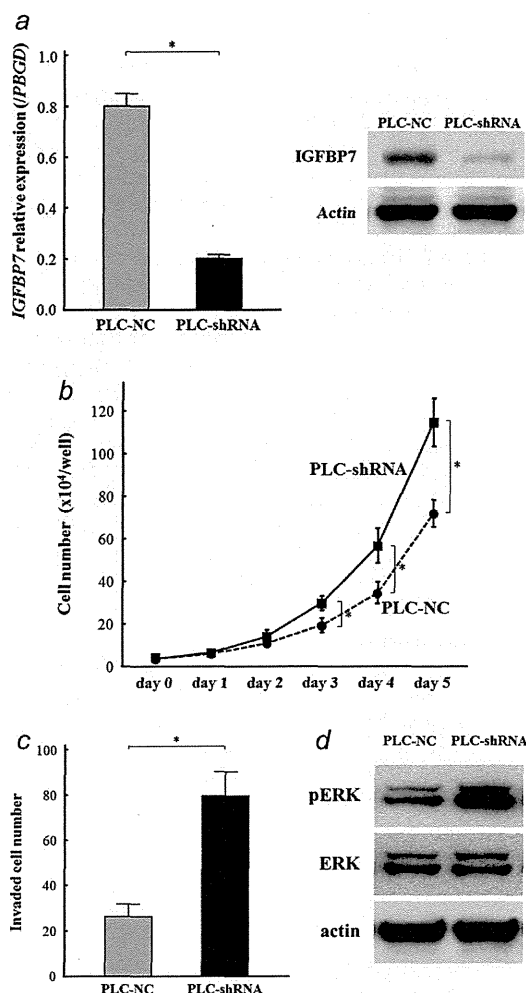 a
*
IGFBP7 relative expression (/PBGD)
1.0
0.8
0.6
0.4
0.2
0.0
PLC-NC PLC-shRNA
PLC-NC PLC-shRNA
IGFBP7
Actin
b
Cell number (x10⁴/well)
120
100
80
60
40
20
0
PLC-shRNA
*
*
PLC-NC
*
day 0 day 1 day 2 day 3 day 4 day 5
c
*
Invaded cell number
100
80
60
40
20
0
PLC-NC PLC-shRNA
d
PLC-NC PLC-shRNA
pERK
ERK
actin